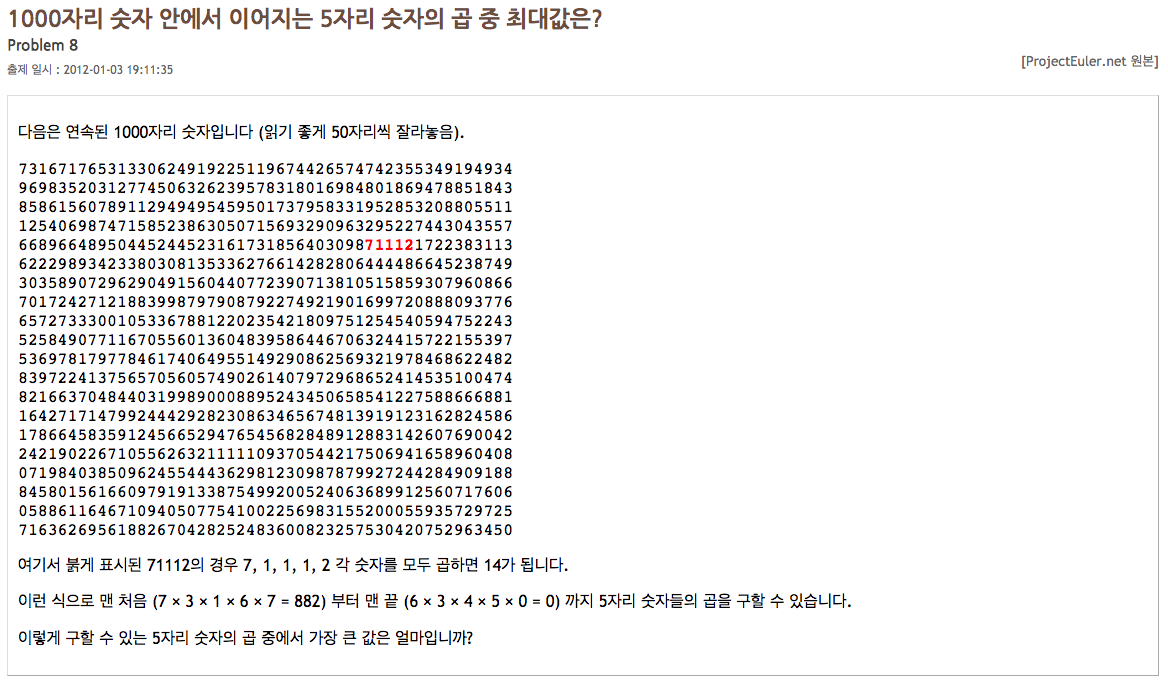 1000자리 숫자 안에서 이어지는 5자리 숫자의 곱 중 최대값은?
Problem 8
출제 일시 : 2012-01-03 19:11:35
[ProjectEuler.net 원본]
다음은 연속된 1000자리 숫자입니다 (읽기 좋게 50자리씩 잘라놓음).
73167176531330624919225119674426574742355349194934
96983520312774506326239578318016984801869478851843
85861560789112949495459501737958331952853208805511
12540698747158523863050715693290963295227443043557
66896648950445244523161731856403098711121722383113
62229893423380308135336276614282806444486645238749
30358907296290491560440772390713810515859307960866
70172427121883998797908792274921901699720888093776
65727333001053367881220235421809751254540594752243
52584907711670556013604839586446706324415722155397
53697817977846174064955149290862569321978468622482
83972241375657056057490261407972968652414535100474
82166370484403199890008895243450658541227588666881
16427171479924442928230863465674813919123162824586
17866458359124566529476545682848912883142607690042
24219022671055626321111109370544217506941658960408
07198403850962455444362981230987879927244284909188
84580156166097919133875499200524063689912560717606
05886116467109405077541002256983155200055935729725
71636269561882670428252483600823257530420752963450
여기서 붉게 표시된 71112의 경우 7, 1, 1, 1, 2 각 숫자를 모두 곱하면 14가 됩니다.
이런 식으로 맨 처음 (7 × 3 × 1 × 6 × 7 = 882) 부터 맨 끝 (6 × 3 × 4 × 5 × 0 = 0) 까지 5자리 숫자들의 곱을 구할 수 있습니다.
이렇게 구할 수 있는 5자리 숫자의 곱 중에서 가장 큰 값은 얼마입니까?